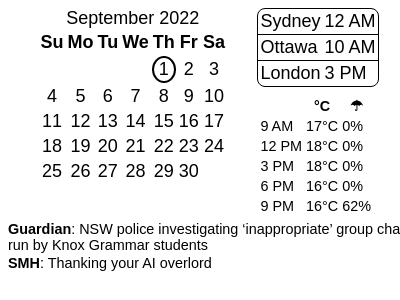 September 2022
Su Mo Tu We Th Fr Sa
1 2 3
4 5 6 7 8 9 10
11 12 13 14 15 16 17
18 19 20 21 22 23 24
25 26 27 28 29 30
Sydney 12 AM
Ottawa 10 AM
London 3 PM
°C ☂
9 AM 17°C 0%
12 PM 18°C 0%
3 PM 18°C 0%
6 PM 16°C 0%
9 PM 16°C 62%
Guardian: NSW police investigating ‘inappropriate’ group cha
run by Knox Grammar students
SMH: Thanking your AI overlord